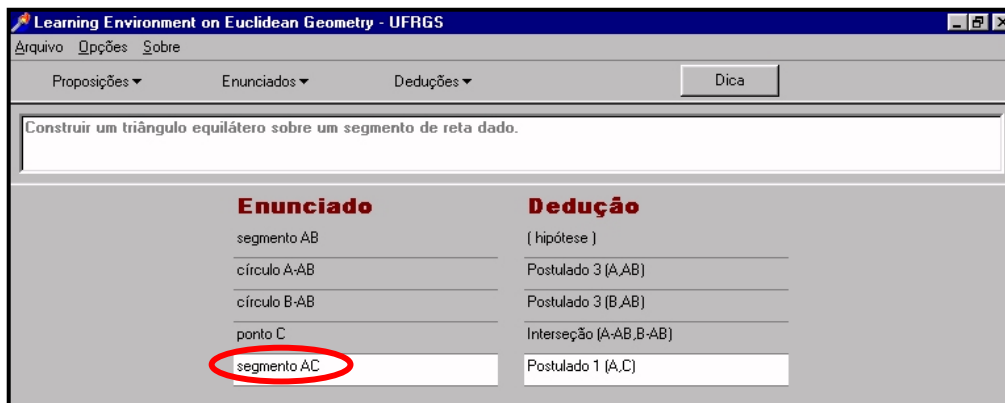 Learning Environment on Euclidean Geometry - UFRGS
Arquivo Opções Sobre
Proposições Enunciados Deduções Dica
Construir um triângulo equilátero sobre um segmento de reta dado.
Enunciado Dedução
segmento AB ( hipótese )
círculo A-AB Postulado 3 (A,AB)
círculo B-AB Postulado 3 (B,AB)
ponto C Interseção (A-AB,B-AB)
segmento AC Postulado 1 (A,C)